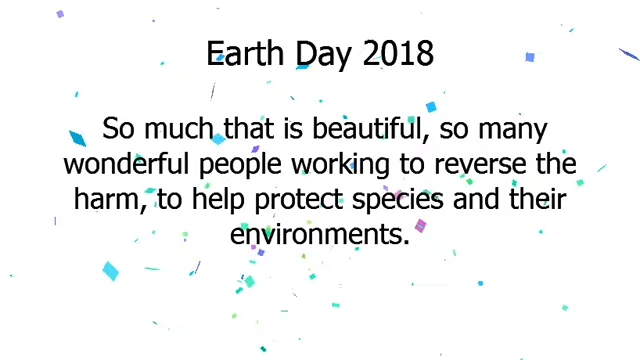 Earth Day 2018
So much that is beautiful, so many
wonderful people working to reverse the
harm, to help protect species and their
environments.